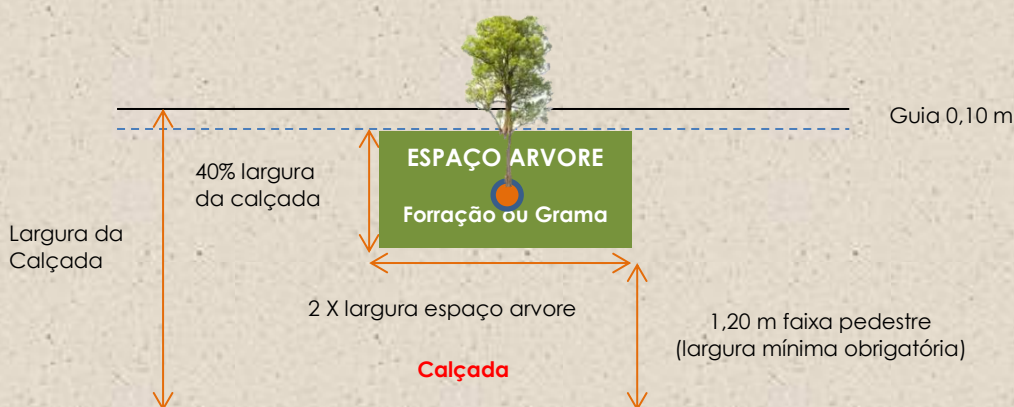 Guia 0,10 m
ESPAÇO ARVORE
40% largura
da calçada
Forração ou Grama
Largura da
Calçada
2 X largura espaço arvore
1,20 m faixa pedestre
(largura mínima obrigatória)
Calçada